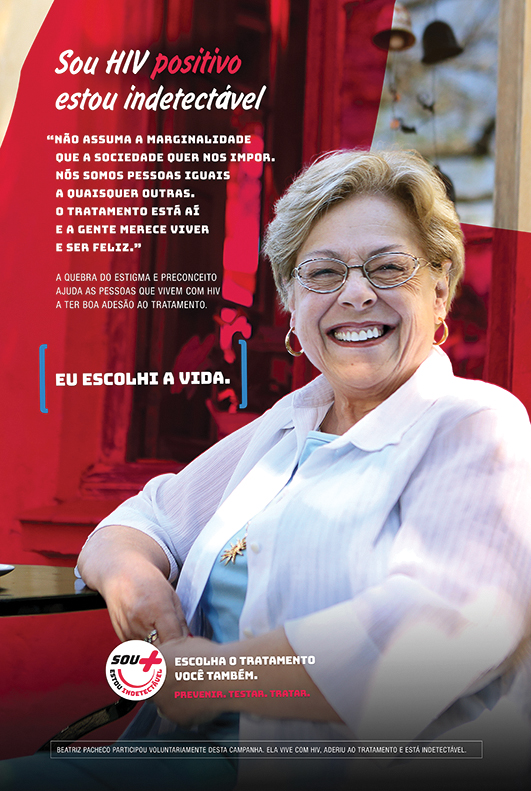 Sou HIV positivo
estou indetectável
“NÃO ASSUMA A MARGINALIDADE
QUE A SOCIEDADE QUER NOS IMPOR.
NÓS SOMOS PESSOAS IGUAIS
A QUAISQUER OUTRAS.
O TRATAMENTO ESTÁ AÍ
E A GENTE MERECE VIVER
E SER FELIZ.”
A QUEBRA DO ESTIGMA E PRECONCEITO
AJUDA AS PESSOAS QUE VIVEM COM HIV
A TER BOA ADESÃO AO TRATAMENTO.
[EU ESCOLHI A VIDA.]
SOU+
ESTOU INDETECTÁVEL
ESCOLHA O TRATAMENTO
VOCÊ TAMBÉM.
PREVENIR. TESTAR. TRATAR.
BEATRIZ PACHECO PARTICIPOU VOLUNTARIAMENTE DESTA CAMPANHA. ELA VIVE COM HIV, ADERIU AO TRATAMENTO E ESTÁ INDETECTÁVEL.